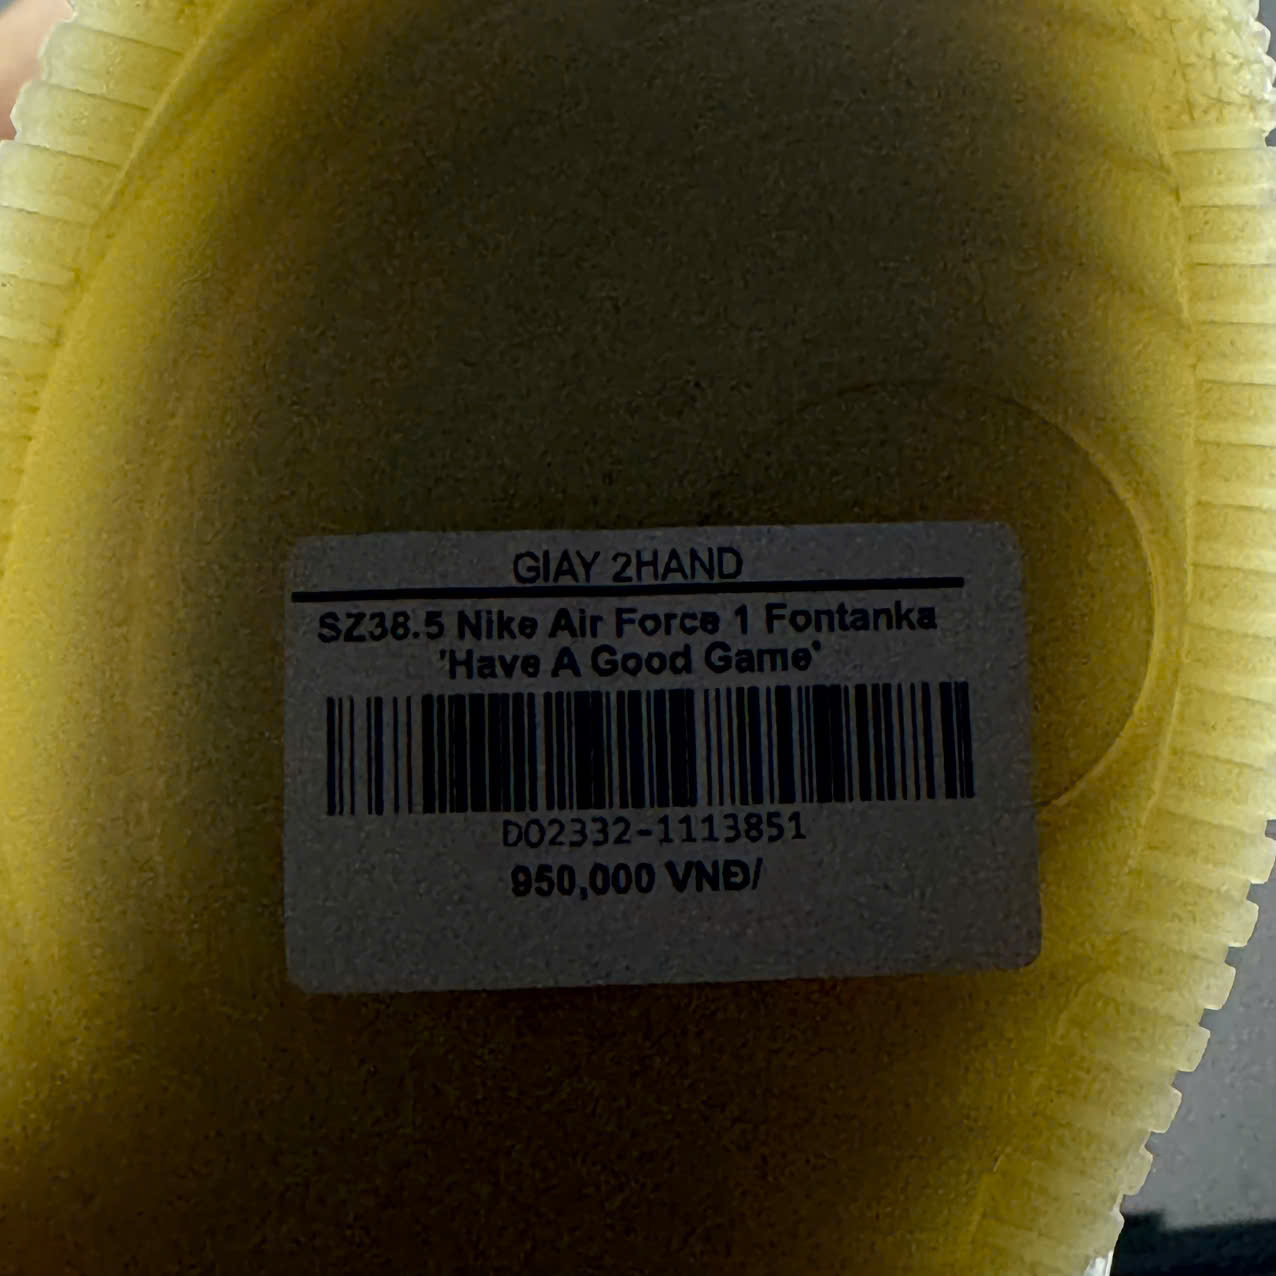 GIAY 2HAND
SZ38.5 Nike Air Force 1 Fontanka
'Have A Good Game'
DO2332-1113851
950,000 VNĐ/